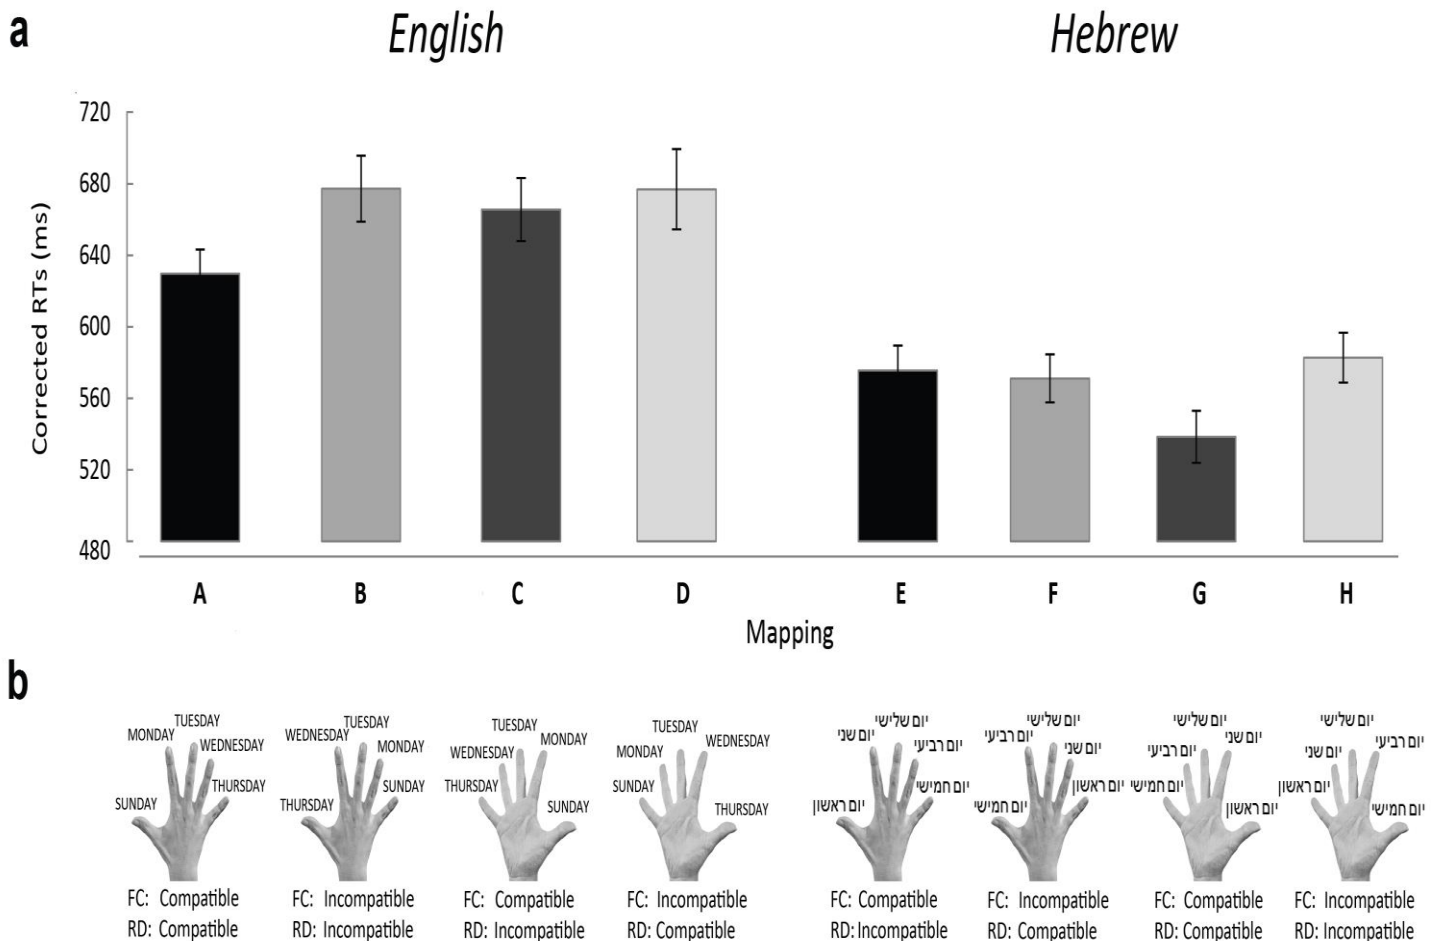 a
English
Hebrew
Corrected RTs (ms)
720
680
640
600
560
520
480
A B C D E F G H
Mapping
b
SUNDAY MONDAY TUESDAY WEDNESDAY THURSDAY
FC: Compatible
RD: Compatible
THURSDAY WEDNESDAY TUESDAY MONDAY SUNDAY
FC: Incompatible
RD: Incompatible
THURSDAY WEDNESDAY TUESDAY MONDAY SUNDAY
FC: Compatible
RD: Incompatible
SUNDAY MONDAY TUESDAY WEDNESDAY THURSDAY
FC: Incompatible
RD: Compatible
יום ראשון יום שני יום שלישי יום רביעי יום חמישי
FC: Compatible
RD: Incompatible
יום חמישי יום רביעי יום שלישי יום שני יום ראשון
FC: Incompatible
RD: Compatible
יום חמישי יום רביעי יום שלישי יום שני יום ראשון
FC: Compatible
RD: Compatible
יום ראשון יום שני יום שלישי יום רביעי יום חמישי
FC: Incompatible
RD: Incompatible